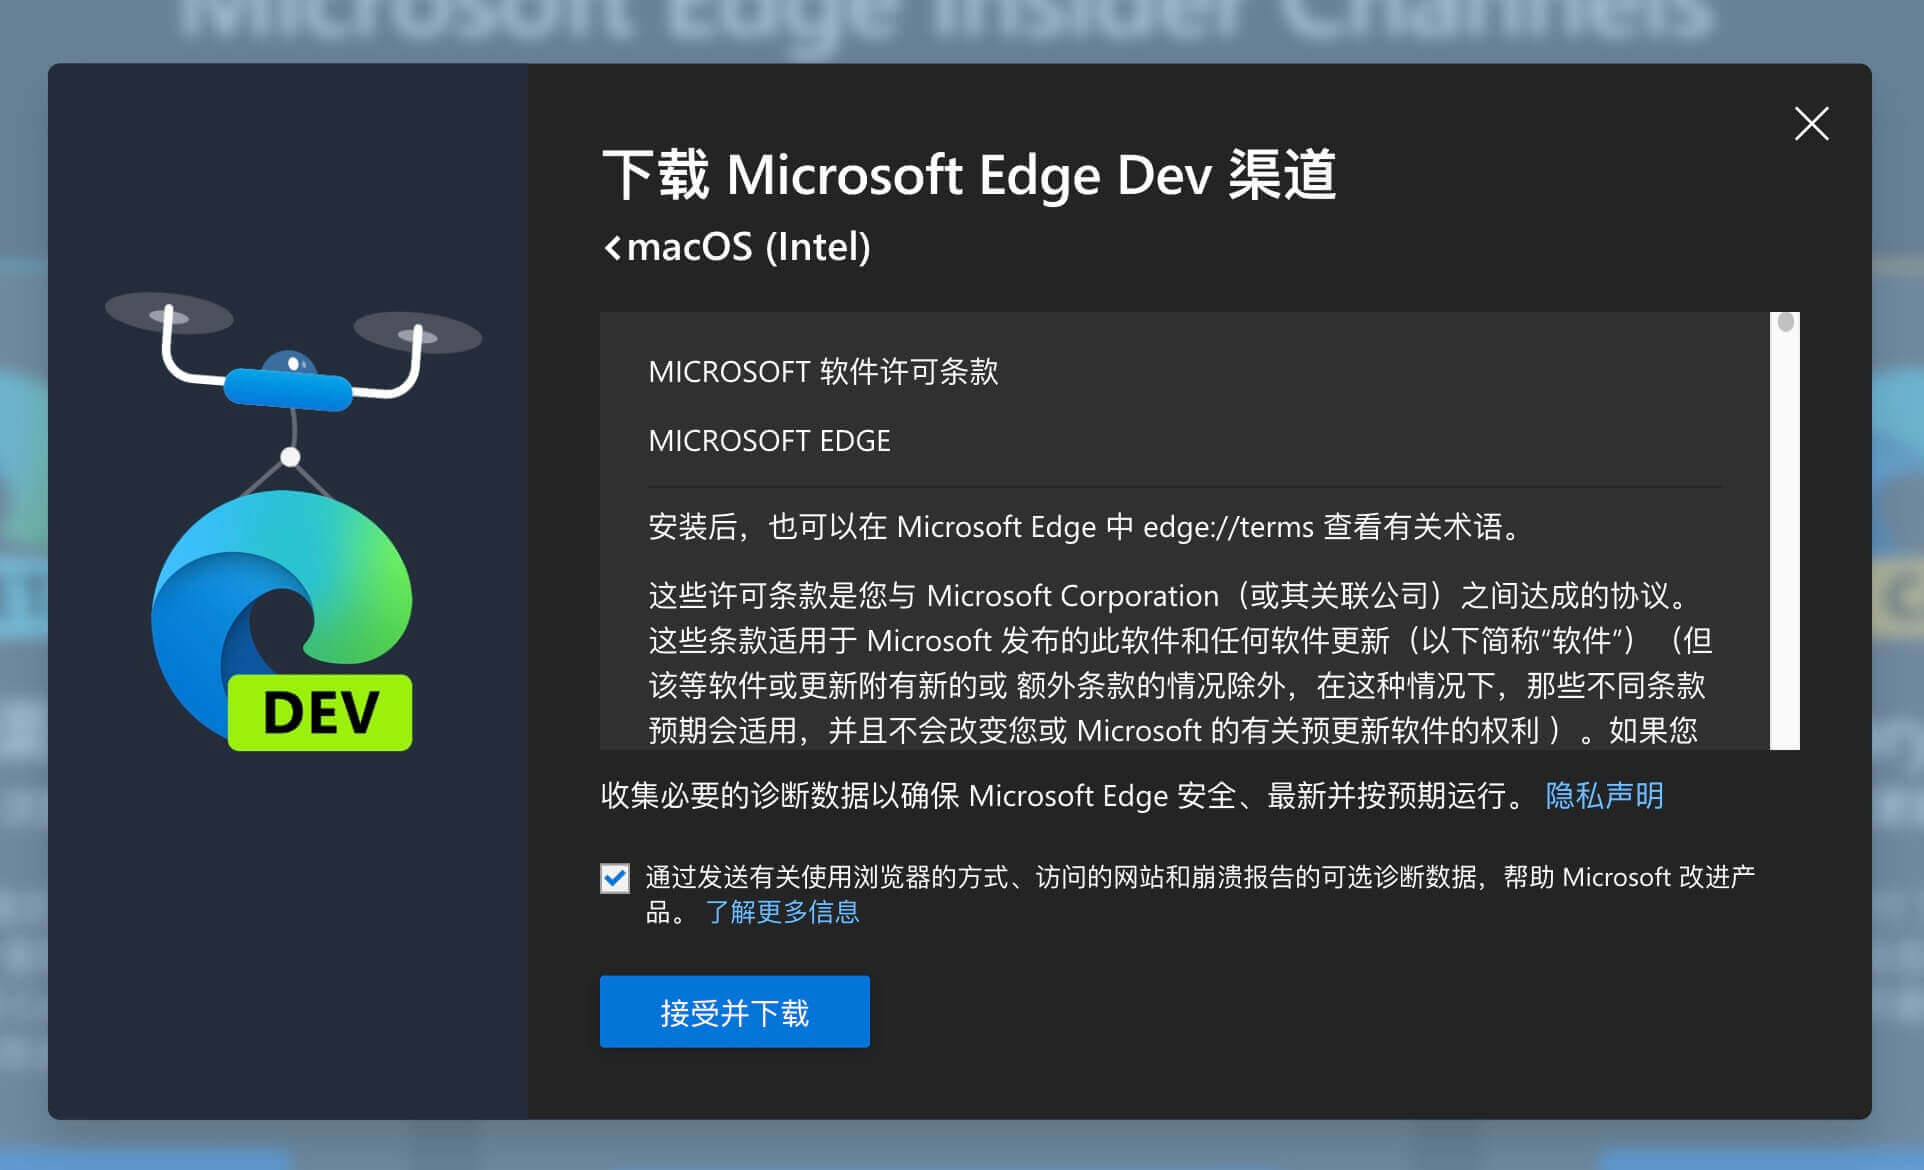 Microsoft Edge Insider Channels
下载 Microsoft Edge Dev 渠道
macOS (Intel)
MICROSOFT 软件许可条款
MICROSOFT EDGE
安装后，也可以在 Microsoft Edge 中 edge://terms 查看有关术语。
这些许可条款是您与 Microsoft Corporation（或其关联公司）之间达成的协议。
这些条款适用于 Microsoft 发布的此软件和任何软件更新（以下简称“软件”）（但
该等软件或更新附有新的或 额外条款的情况除外，在这种情况下，那些不同条款
预期会适用，并且不会改变您或 Microsoft 的有关预更新软件的权利 ）。如果您
收集必要的诊断数据以确保 Microsoft Edge 安全、最新并按预期运行。 隐私声明
通过发送有关使用浏览器的方式、访问的网站和崩溃报告的可选诊断数据，帮助 Microsoft 改进产
品。 了解更多信息
接受并下载
DEV